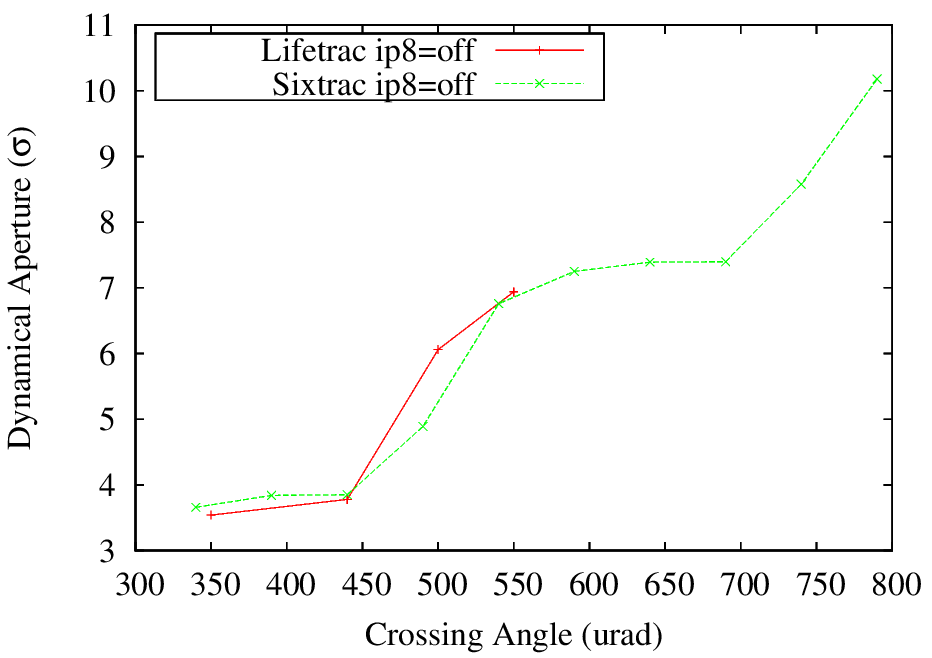 11
10
9
8
7
6
5
4
3
Dynamical Aperture (σ)
Lifetrac ip8=off
Sixtrac ip8=off
300 350 400 450 500 550 600 650 700 750 800
Crossing Angle (urad)